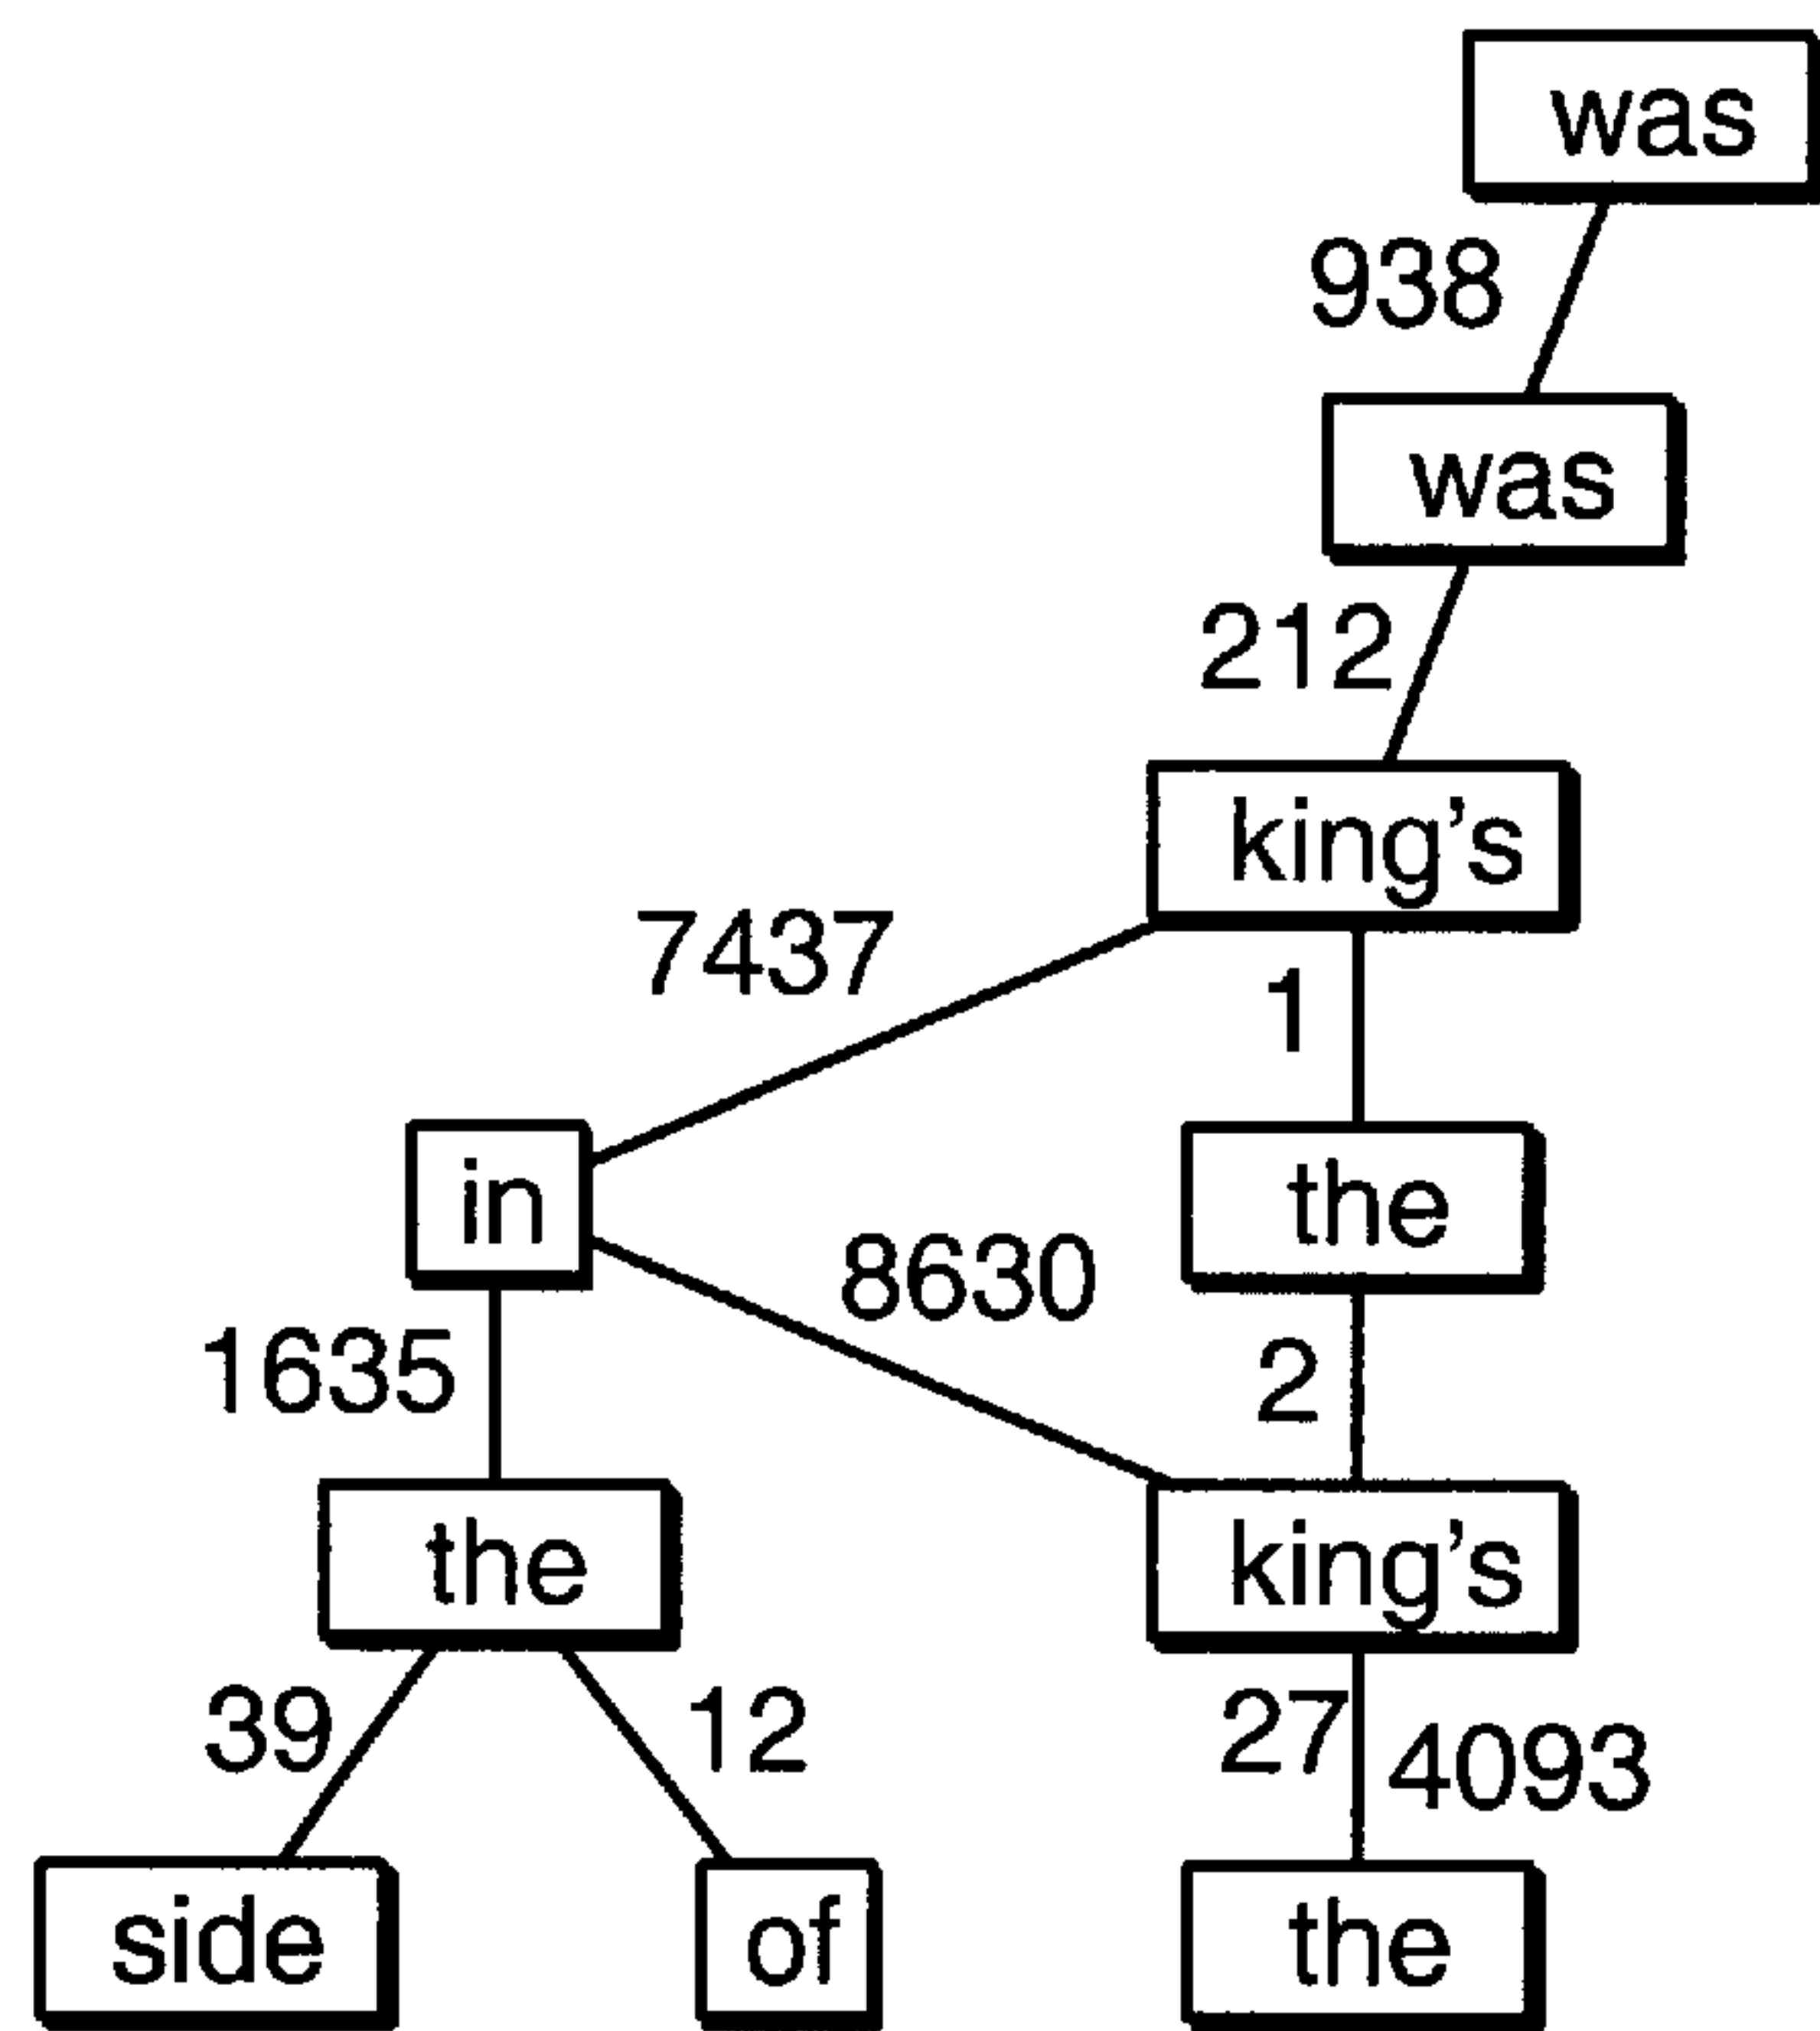 was
938
was
212
king's
7437
1
in
the
8630
1635
2
the
king's
39
12
27
4093
side
of
the